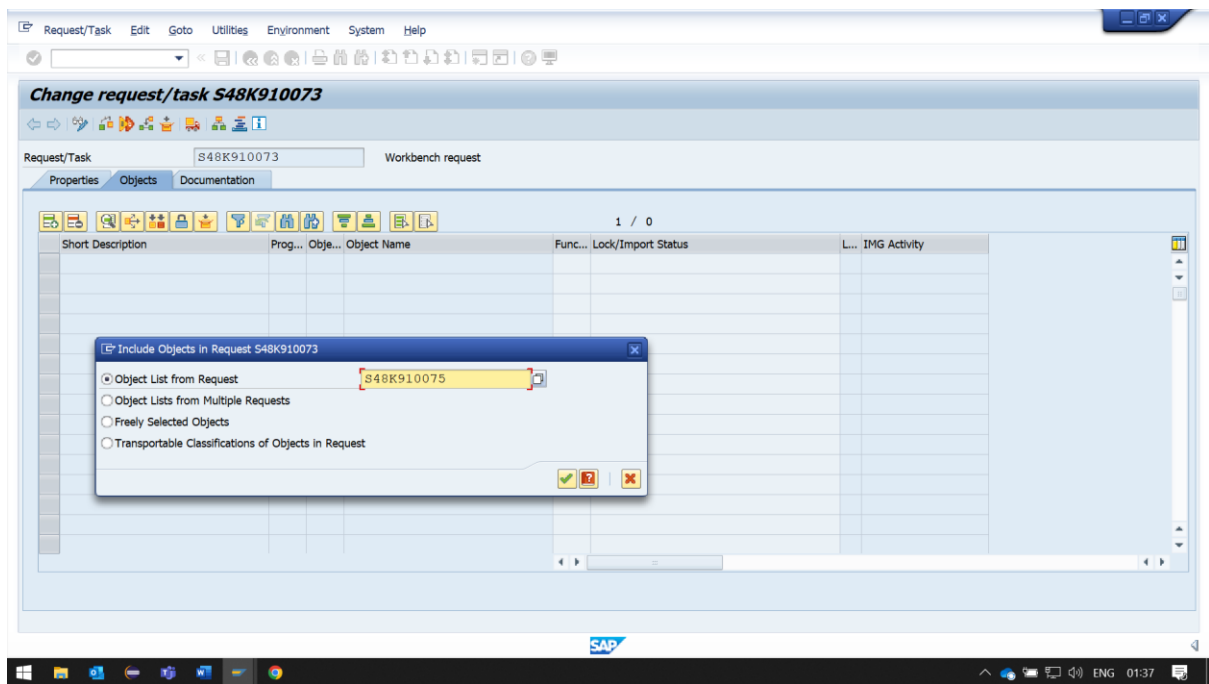 Request/Task Edit Goto Utilities Environment System Help
Change request/task S48K910073
Request/Task S48K910073 Workbench request
Properties Objects Documentation
1 / 0
Short Description Prog... Obje... Object Name Func... Lock/Import Status L... IMG Activity
Include Objects in Request S48K910073
Object List from Request S48K910075
Object Lists from Multiple Requests
Freely Selected Objects
Transportable Classifications of Objects in Request
SAP
ENG 01:37